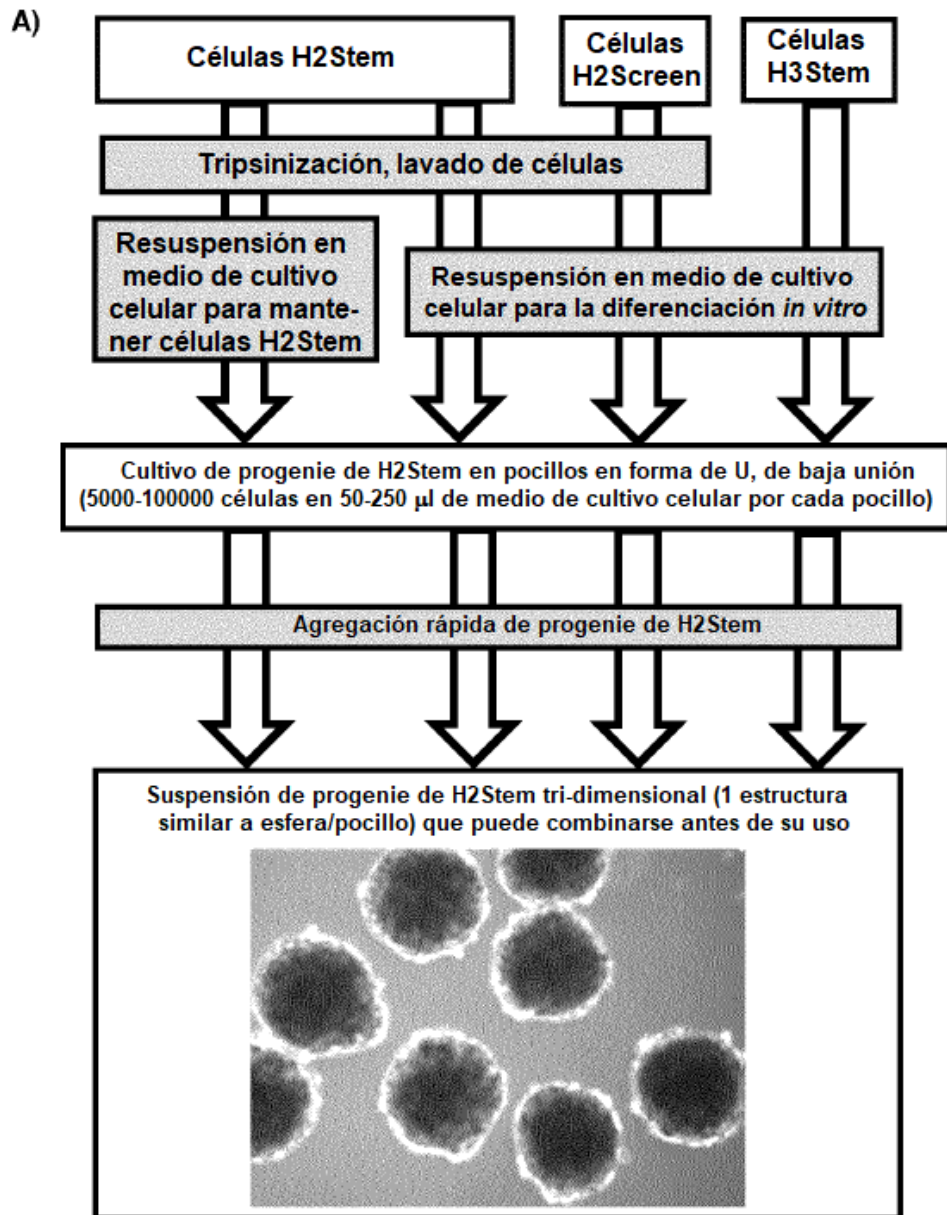 A)
Células H2Stem
Células
H2Screen
Células
H3Stem
Tripsinización, lavado de células
Resuspensión en
medio de cultivo
celular para mante-
ner células H2Stem
Resuspensión en medio de cultivo
celular para la diferenciación in vitro
Cultivo de progenie de H2Stem en pocillos en forma de U, de baja unión
(5000-100000 células en 50-250 µl de medio de cultivo celular por cada pocillo)
Agregación rápida de progenie de H2Stem
Suspensión de progenie de H2Stem tri-dimensional (1 estructura
similar a esfera/pocillo) que puede combinarse antes de su uso